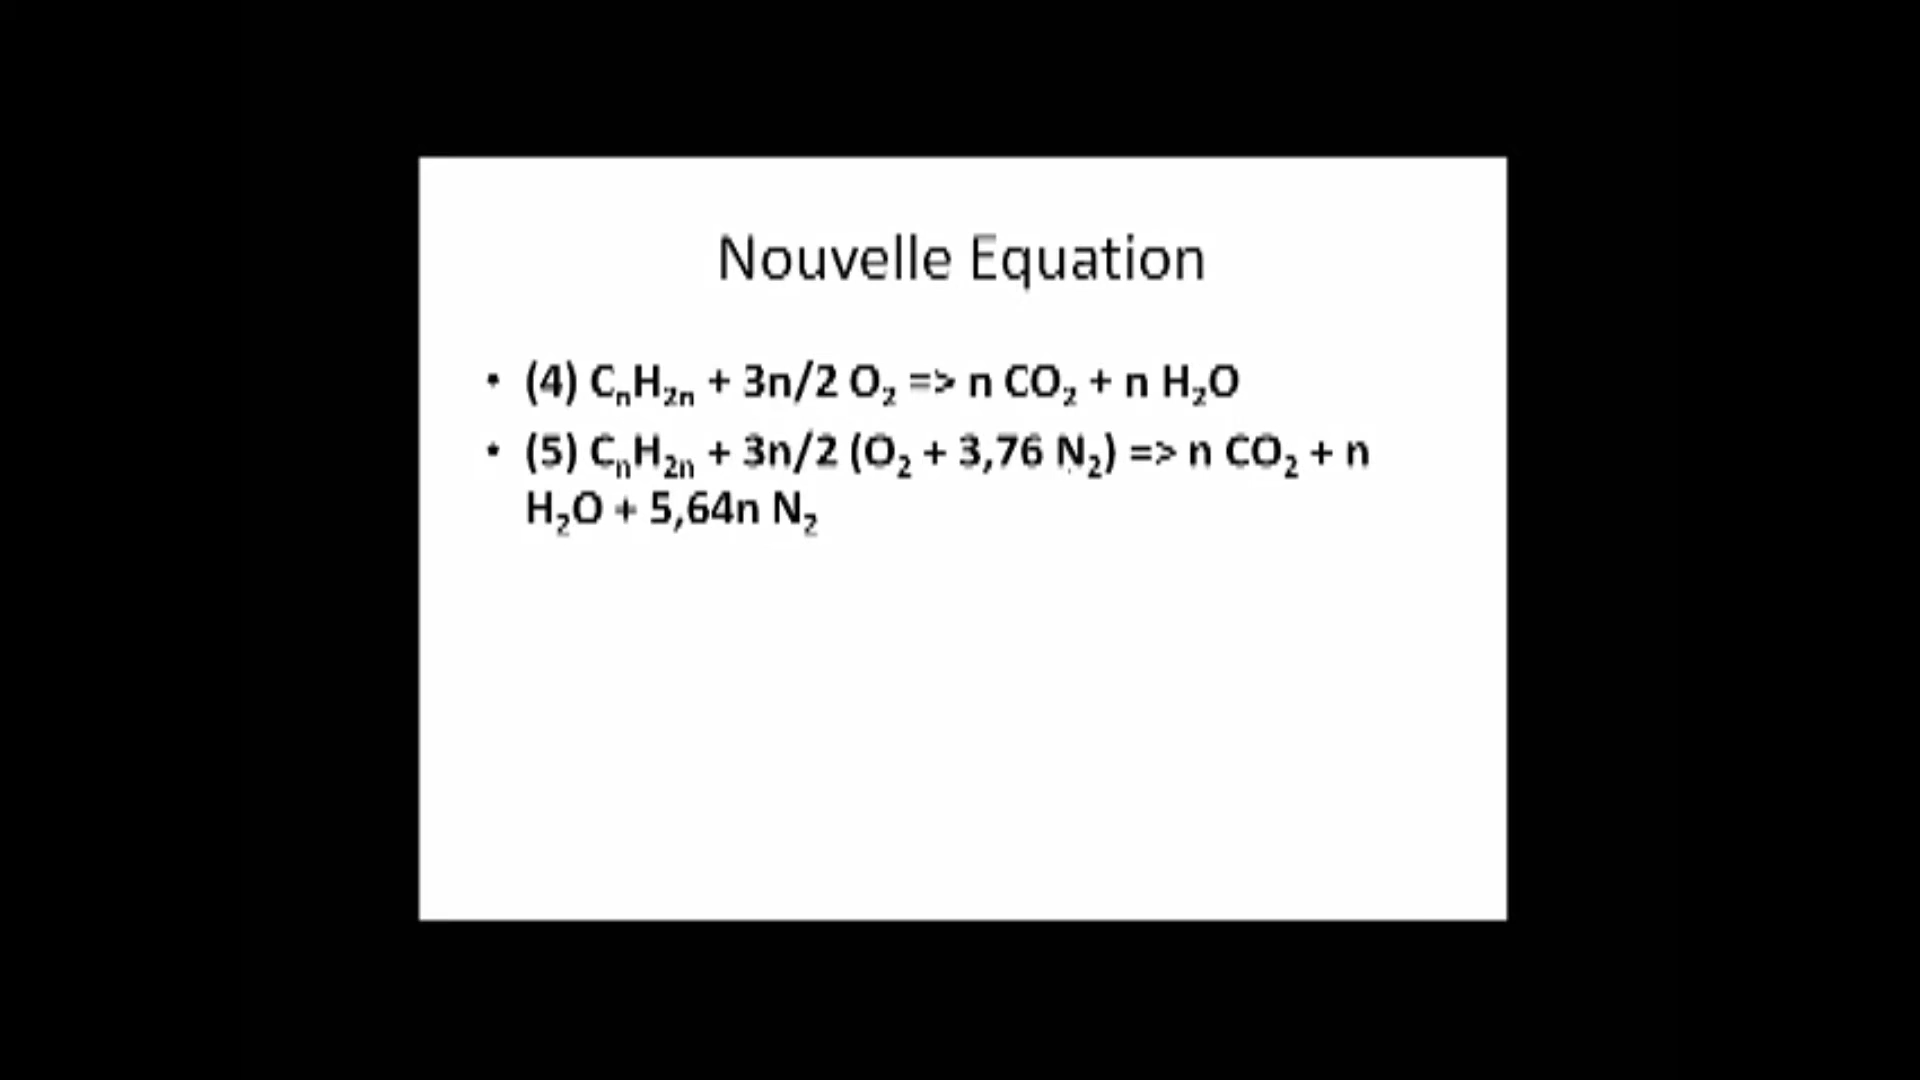 Nouvelle Equation
• (4) CₙH₂ₙ + 3n/2 O₂ => n CO₂ + n H₂O
• (5) CₙH₂ₙ + 3n/2 (O₂ + 3,76 N₂) => n CO₂ + n
H₂O + 5,64n N₂